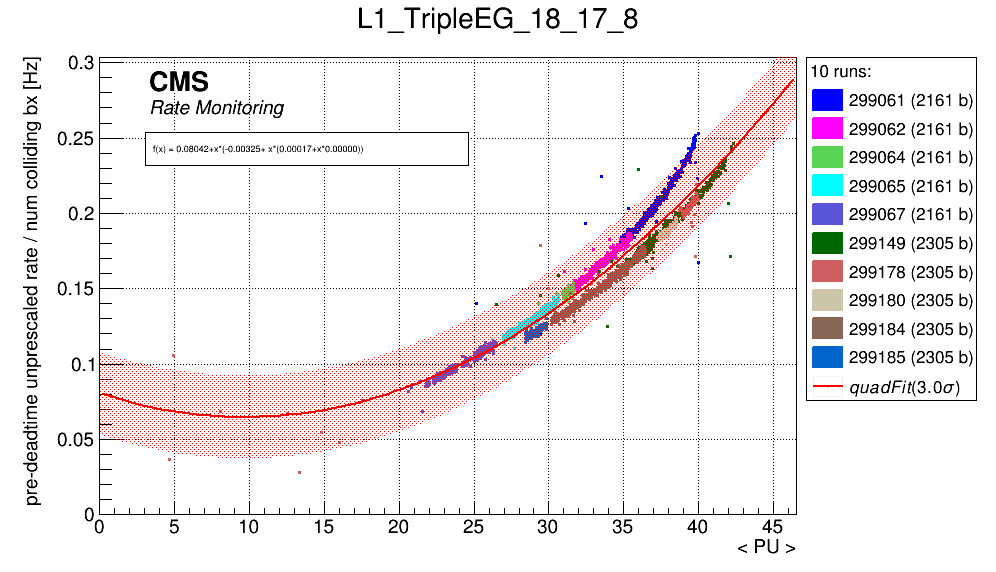 L1_TripleEG_18_17_8
pre-deadtime unprescaled rate / num colliding bx [Hz]
0.3
0.25
0.2
0.15
0.1
0.05
0
CMS
Rate Monitoring
f(x) = 0.08042+x*(-0.00325+ x*(0.00017+x*0.00000))
0 5 10 15 20 25 30 35 40 45
< PU >
10 runs:
299061 (2161 b)
299062 (2161 b)
299064 (2161 b)
299065 (2161 b)
299067 (2161 b)
299149 (2305 b)
299178 (2305 b)
299180 (2305 b)
299184 (2305 b)
299185 (2305 b)
quadFit(3.0σ)